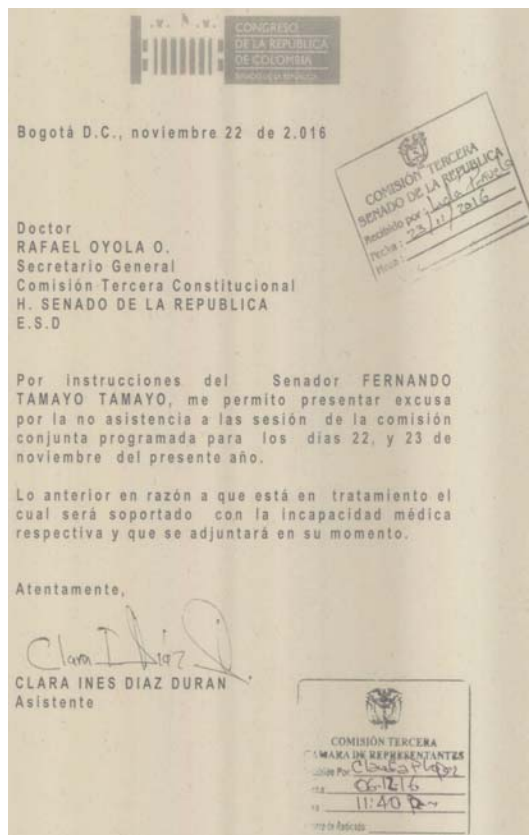 CONGRESO
DE LA REPUBLICA
DE COLOMBIA
Bogotá D.C., noviembre 22 de 2.016
COMISIÓN TERCERA
SENADO DE LA REPUBLICA
Recibido por:
Fecha: 23/11/2016
Hora:
Doctor
RAFAEL OYOLA O.
Secretario General
Comisión Tercera Constitucional
H. SENADO DE LA REPUBLICA
E.S.D
Por instrucciones del Senador FERNANDO
TAMAYO TAMAYO, me permito presentar excusa
por la no asistencia a las sesión de la comisión
conjunta programada para los días 22, y 23 de
noviembre del presente año.
Lo anterior en razón a que está en tratamiento el
cual será soportado con la incapacidad médica
respectiva y que se adjuntará en su momento.
Atentamente,
Clara I Diaz D
CLARA INES DIAZ DURAN
Asistente
COMISIÓN TERCERA
CAMARA DE REPRESENTANTES
Por Claudia P
06-12-16
11:40